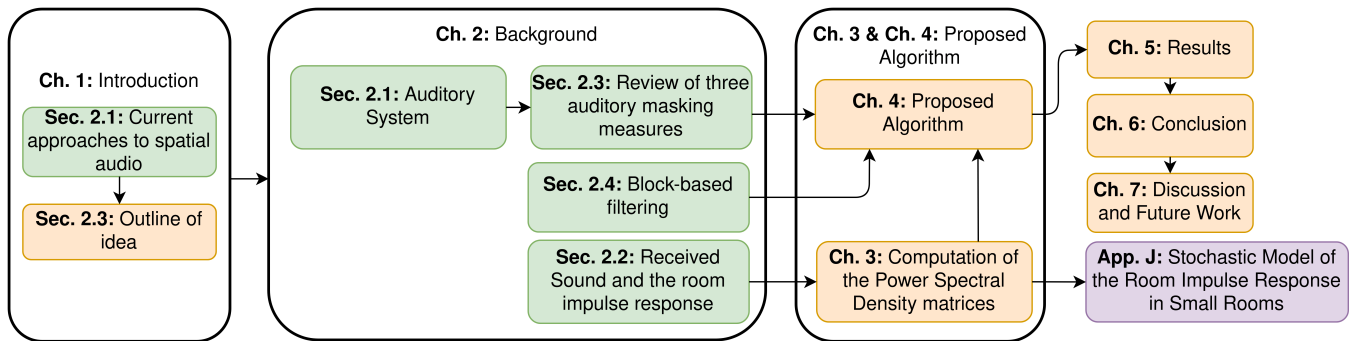 Ch. 1: Introduction
Sec. 2.1: Current
approaches to spatial
audio
Sec. 2.3: Outline of
idea
Ch. 2: Background
Sec. 2.1: Auditory
System
Sec. 2.3: Review of three
auditory masking
measures
Sec. 2.4: Block-based
filtering
Sec. 2.2: Received
Sound and the room
impulse response
Ch. 3 & Ch. 4: Proposed
Algorithm
Ch. 4: Proposed
Algorithm
Ch. 3: Computation of
the Power Spectral
Density matrices
Ch. 5: Results
Ch. 6: Conclusion
Ch. 7: Discussion
and Future Work
App. J: Stochastic Model of
the Room Impulse Response
in Small Rooms